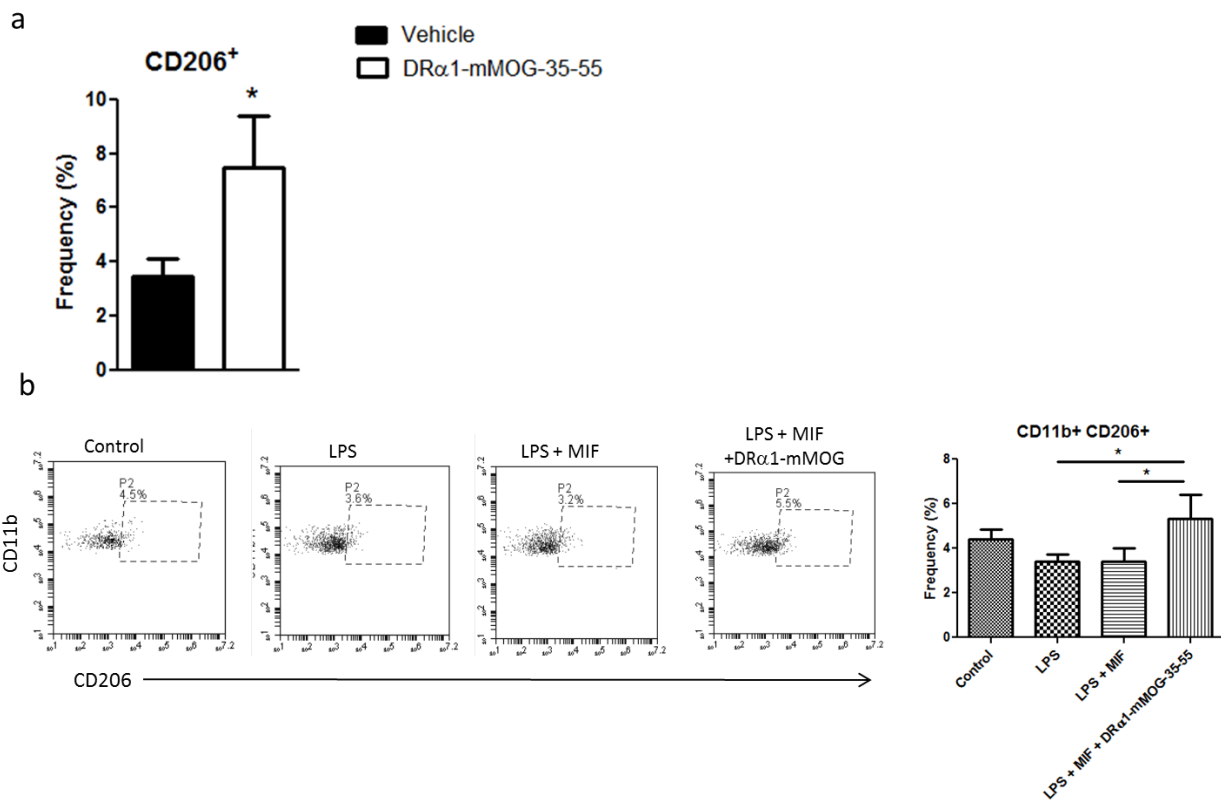 a
Vehicle
DRα1-mMOG-35-55
CD206+
*
10
8
6
4
2
0
Frequency (%)
b
Control
LPS
LPS + MIF
LPS + MIF
+DRα1-mMOG
P2
4.5%
P2
3.6%
P2
3.2%
P2
5.5%
CD11b
CD206
CD11b+ CD206+
*
*
8
6
4
2
0
Frequency (%)
Control
LPS
LPS + MIF
LPS + MIF + DRα1-mMOG-35-55